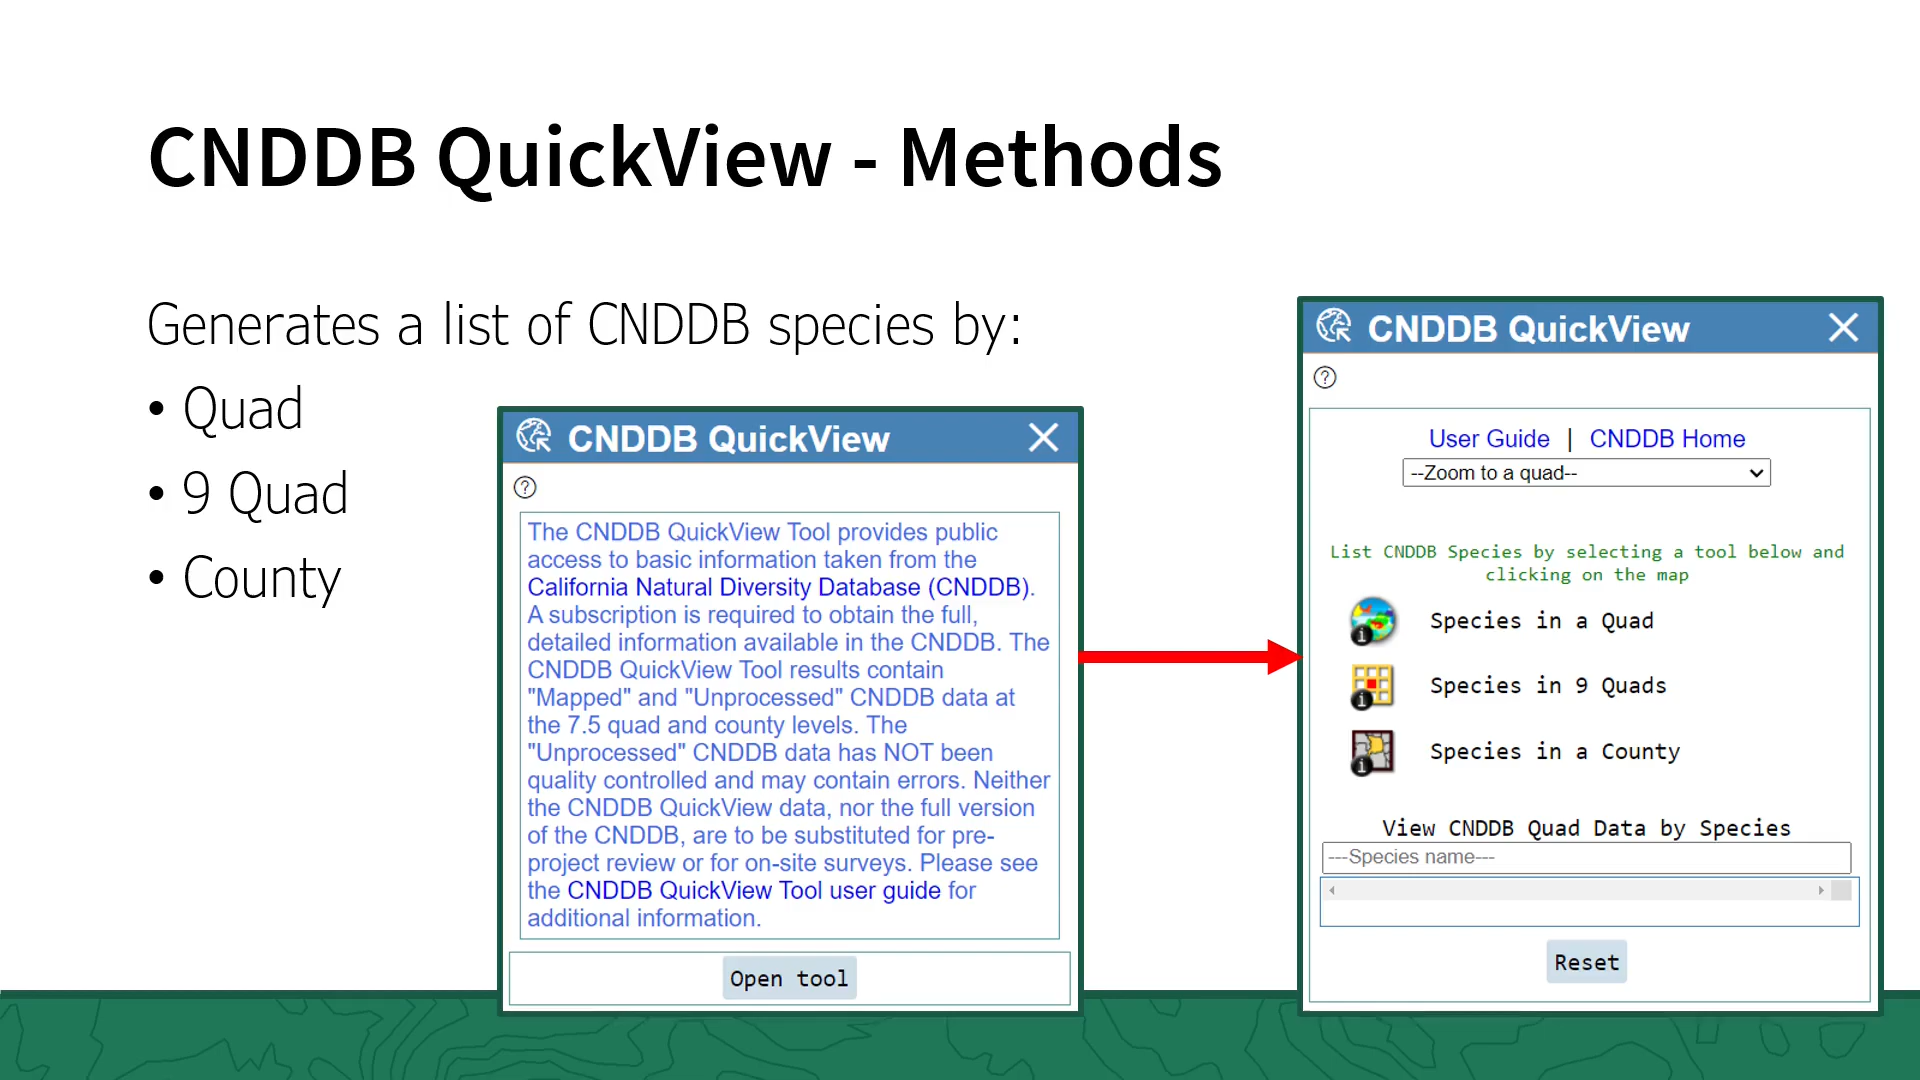 CNDDB QuickView - Methods
Generates a list of CNDDB species by:
• Quad
• 9 Quad
• County
CNDDB QuickView
The CNDDB QuickView Tool provides public
access to basic information taken from the
California Natural Diversity Database (CNDDB).
A subscription is required to obtain the full,
detailed information available in the CNDDB. The
CNDDB QuickView Tool results contain
"Mapped" and "Unprocessed" CNDDB data at
the 7.5 quad and county levels. The
"Unprocessed" CNDDB data has NOT been
quality controlled and may contain errors. Neither
the CNDDB QuickView data, nor the full version
of the CNDDB, are to be substituted for pre-
project review or for on-site surveys. Please see
the CNDDB QuickView Tool user guide for
additional information.
Open tool
CNDDB QuickView
User Guide | CNDDB Home
--Zoom to a quad--
List CNDDB Species by selecting a tool below and
clicking on the map
Species in a Quad
Species in 9 Quads
Species in a County
View CNDDB Quad Data by Species
---Species name---
Reset